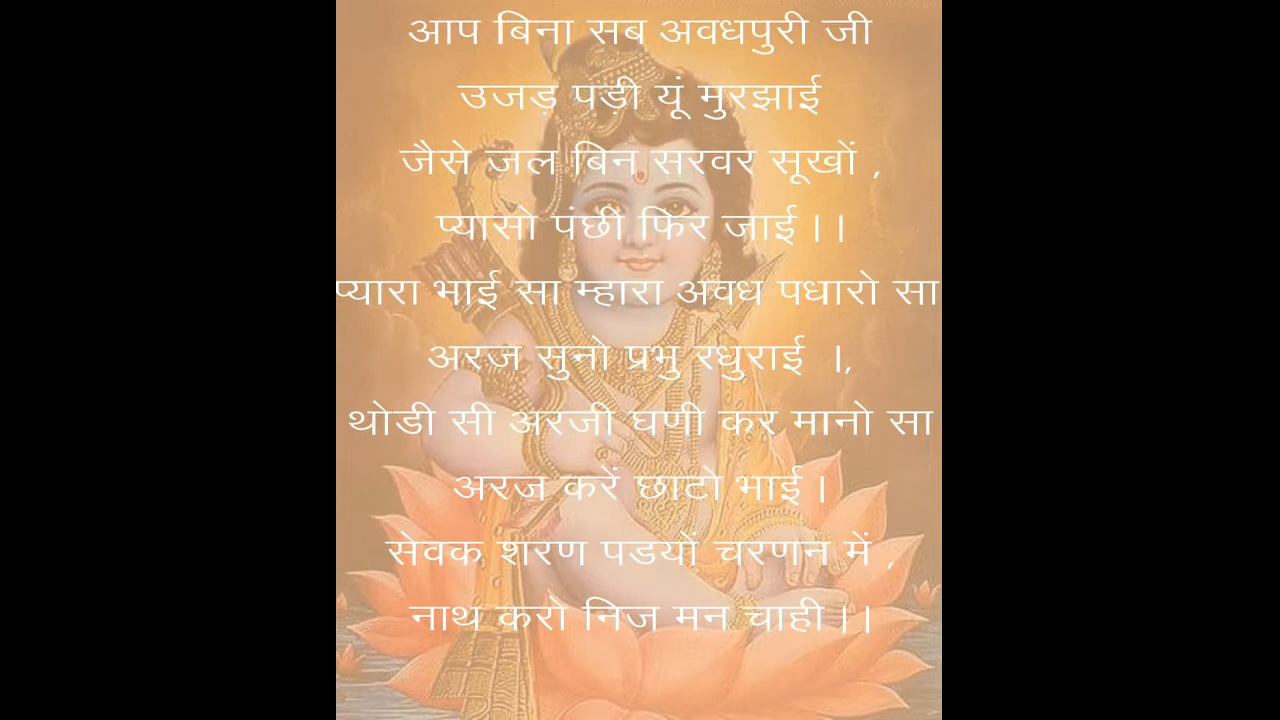 आप बिना सब अवधपुरी जी
उजड़ पड़ी यूं मुरझाई
जैसे जल बिन सरवर सूखों ,
प्यासो पंछी फिर जाई । ।
प्यारा भाई सा म्हारा अवध पधारो सा
अरज सुनो प्रभु रधुराई ।,
थोडी सी अरजी घणी कर मानो सा
अरज करें छाटो भाई ।
सेवक शरण पडयों चरणन में ,
नाथ करो निज मन चाही । ।